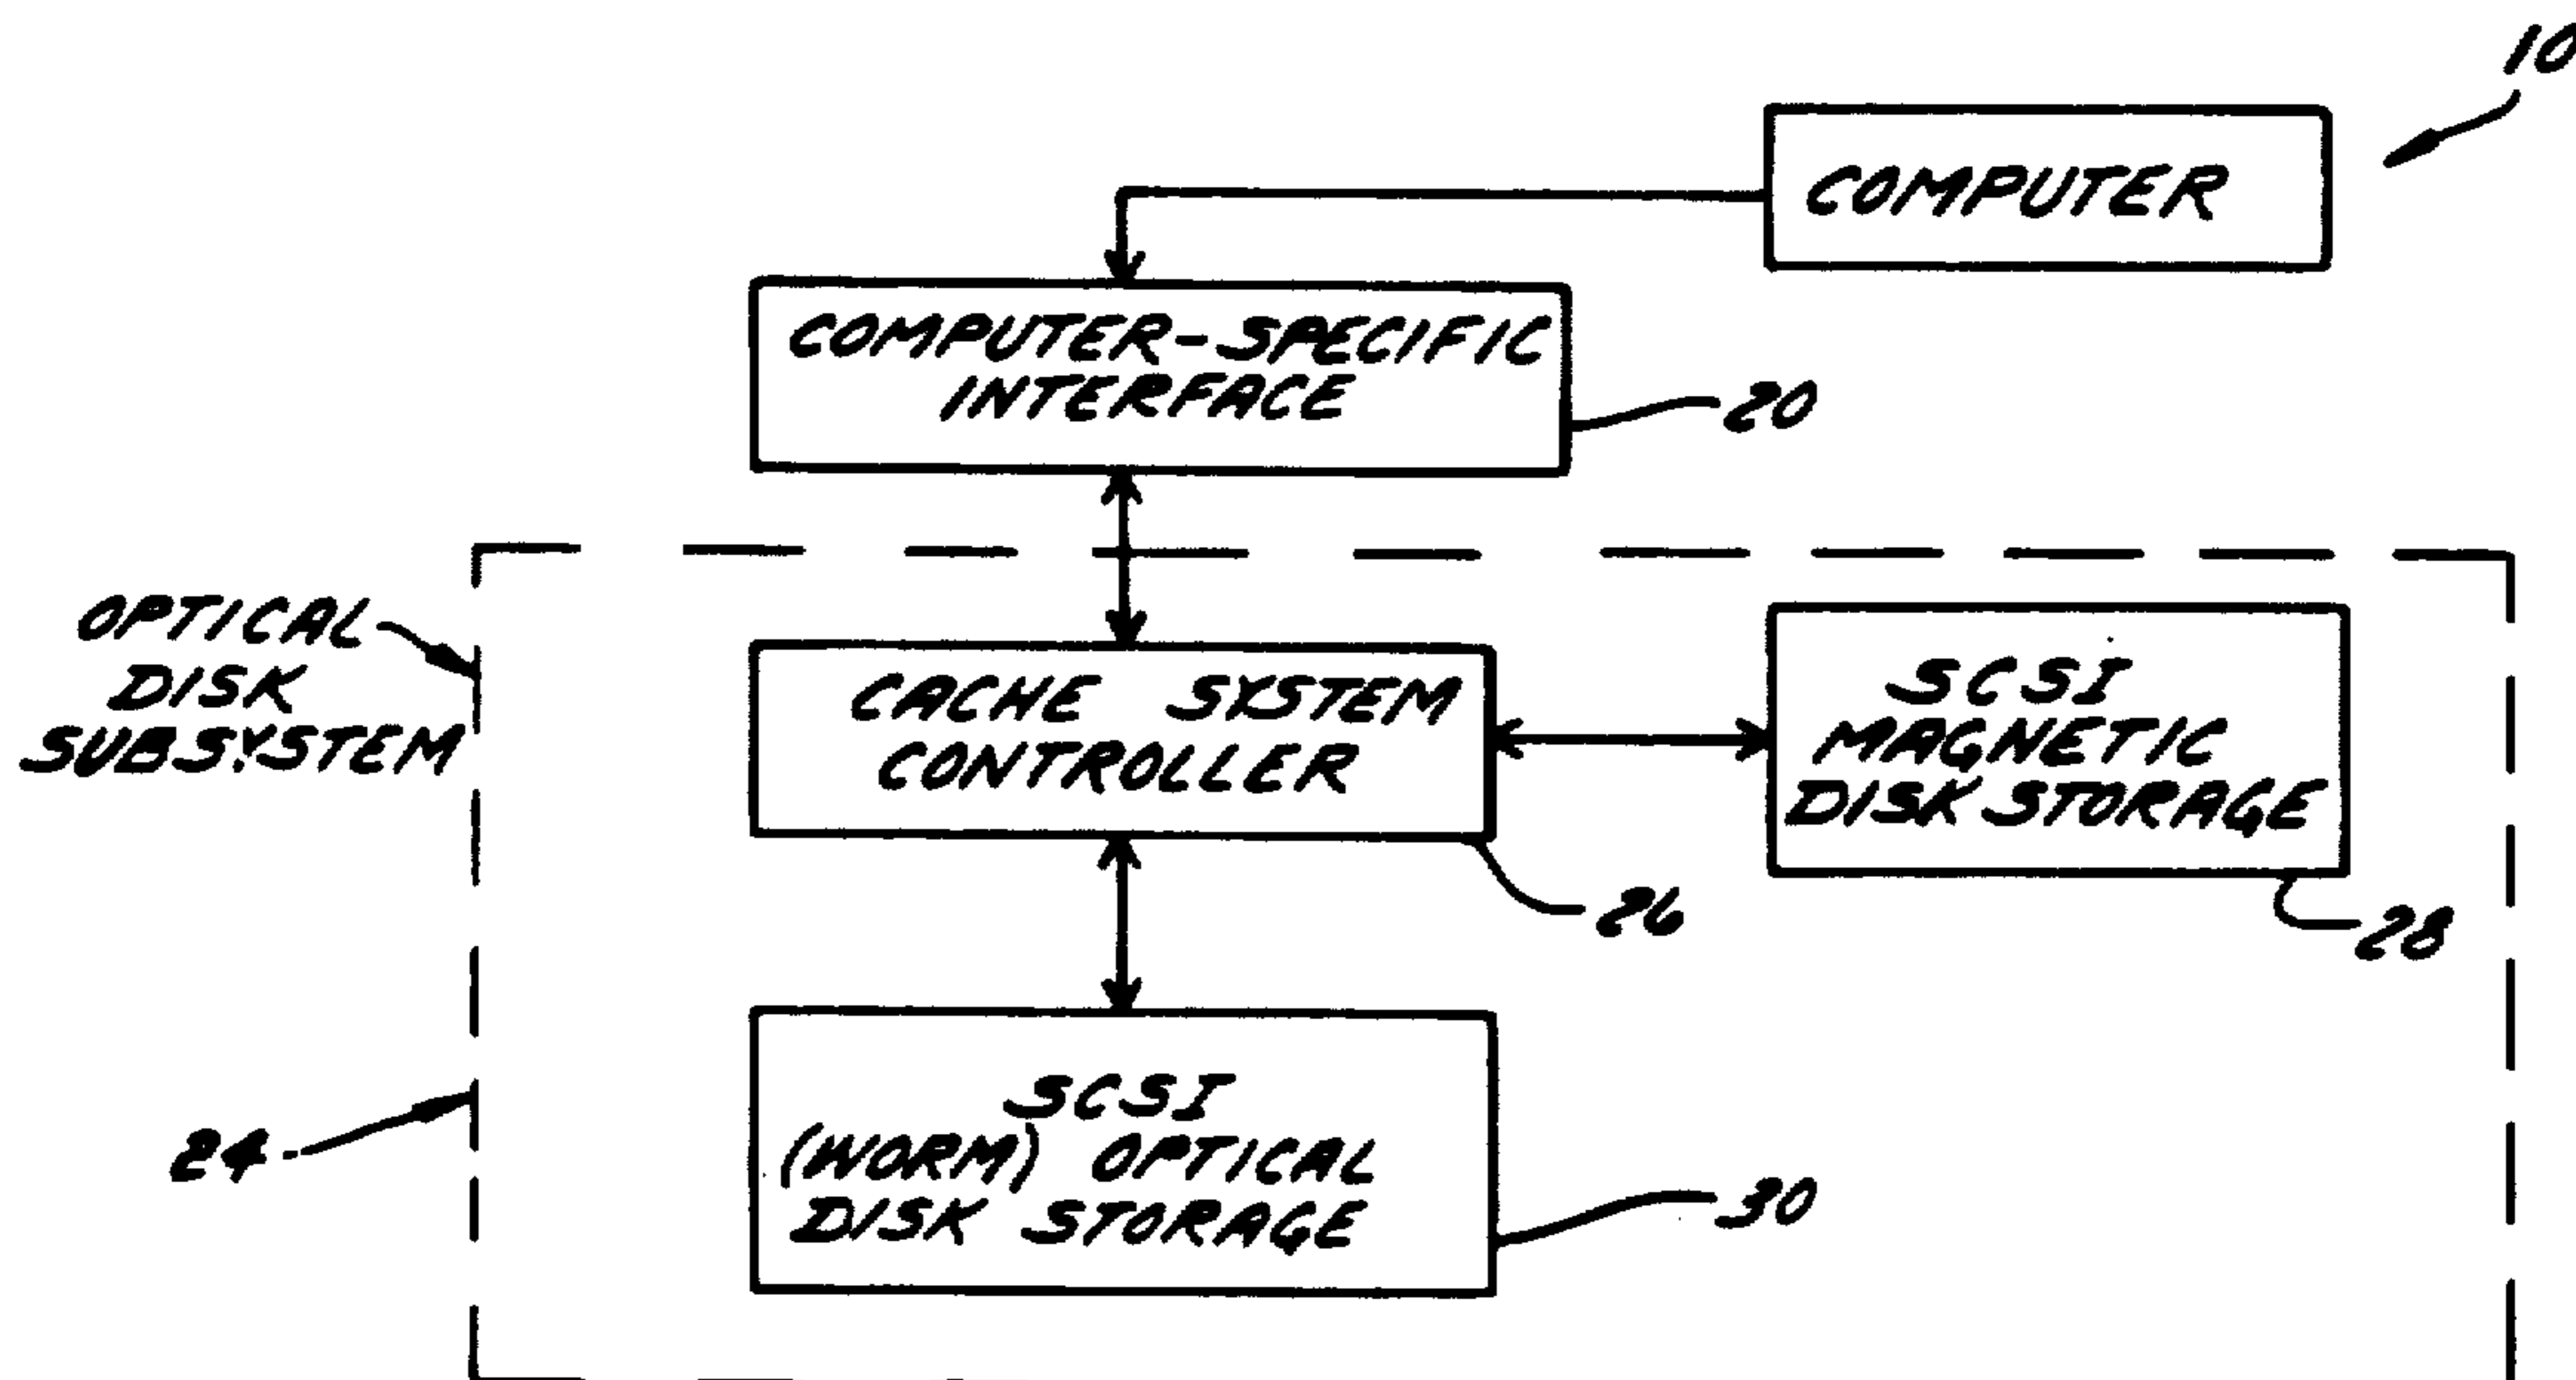 10
COMPUTER
COMPUTER-SPECIFIC
INTERFACE
20
OPTICAL
DISK
SUBSYSTEM
CACHE SYSTEM
CONTROLLER
26
SCSI
MAGNETIC
DISK STORAGE
28
24
SCSI
(WORM) OPTICAL
DISK STORAGE
30